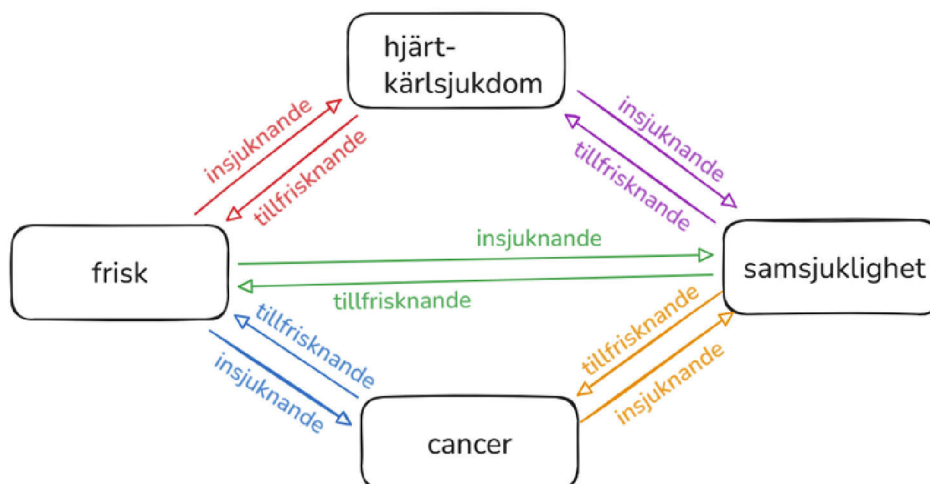 hjärt-
kärlsjukdom
insjuknande
tillfrisknande
insjuknande
tillfrisknande
frisk
insjuknande
tillfrisknande
samsjuklighet
tillfrisknande
insjuknande
tillfrisknande
insjuknande
cancer